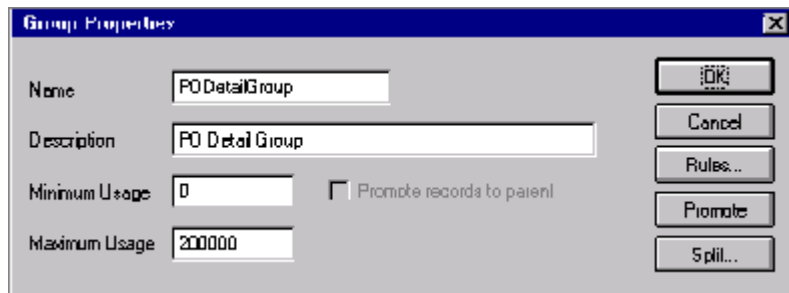 Group Properties
Name PODetailGroup
Description PO Detail Group
Minimum Usage 0
Promote records to parent
Maximum Usage 200000
OK
Cancel
Rules...
Promote
Split...